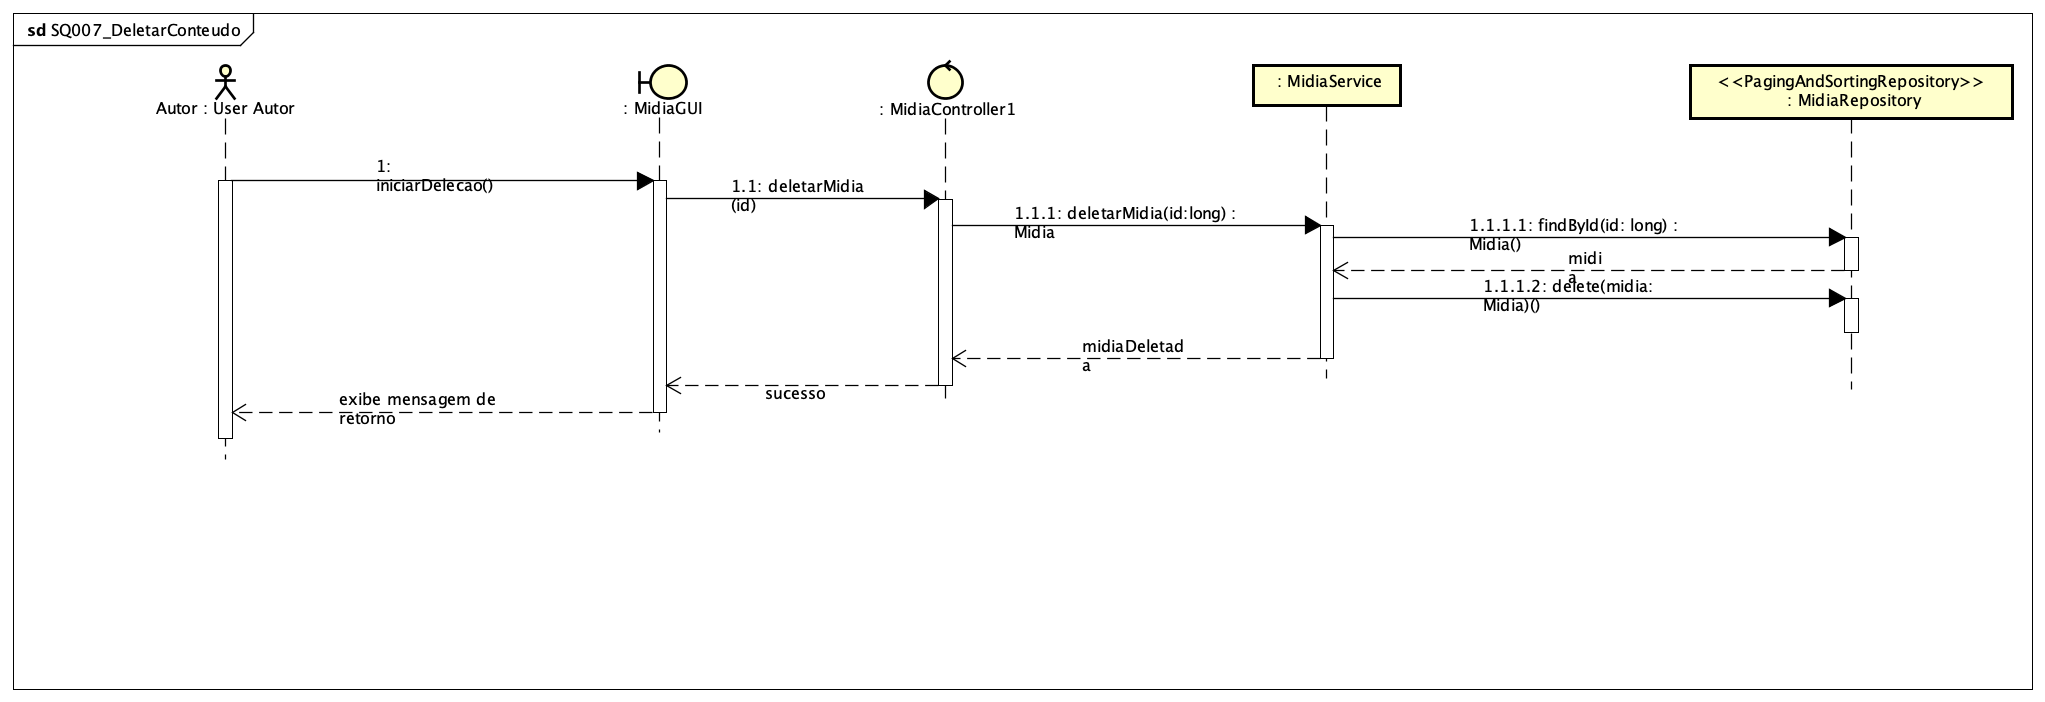 sd SQ007_DeletarConteudo
Autor : User Autor
: MidiaGUI
: MidiaController1
: MidiaService
<<PagingAndSortingRepository>>
: MidiaRepository
1:
iniciarDelecao()
1.1: deletarMidia
(id)
1.1.1: deletarMidia(id:long) :
Midia
1.1.1.1: findById(id: long) :
Midia()
midi
a
1.1.1.2: delete(midia:
Midia)()
midiaDeletad
a
sucesso
exibe mensagem de
retorno